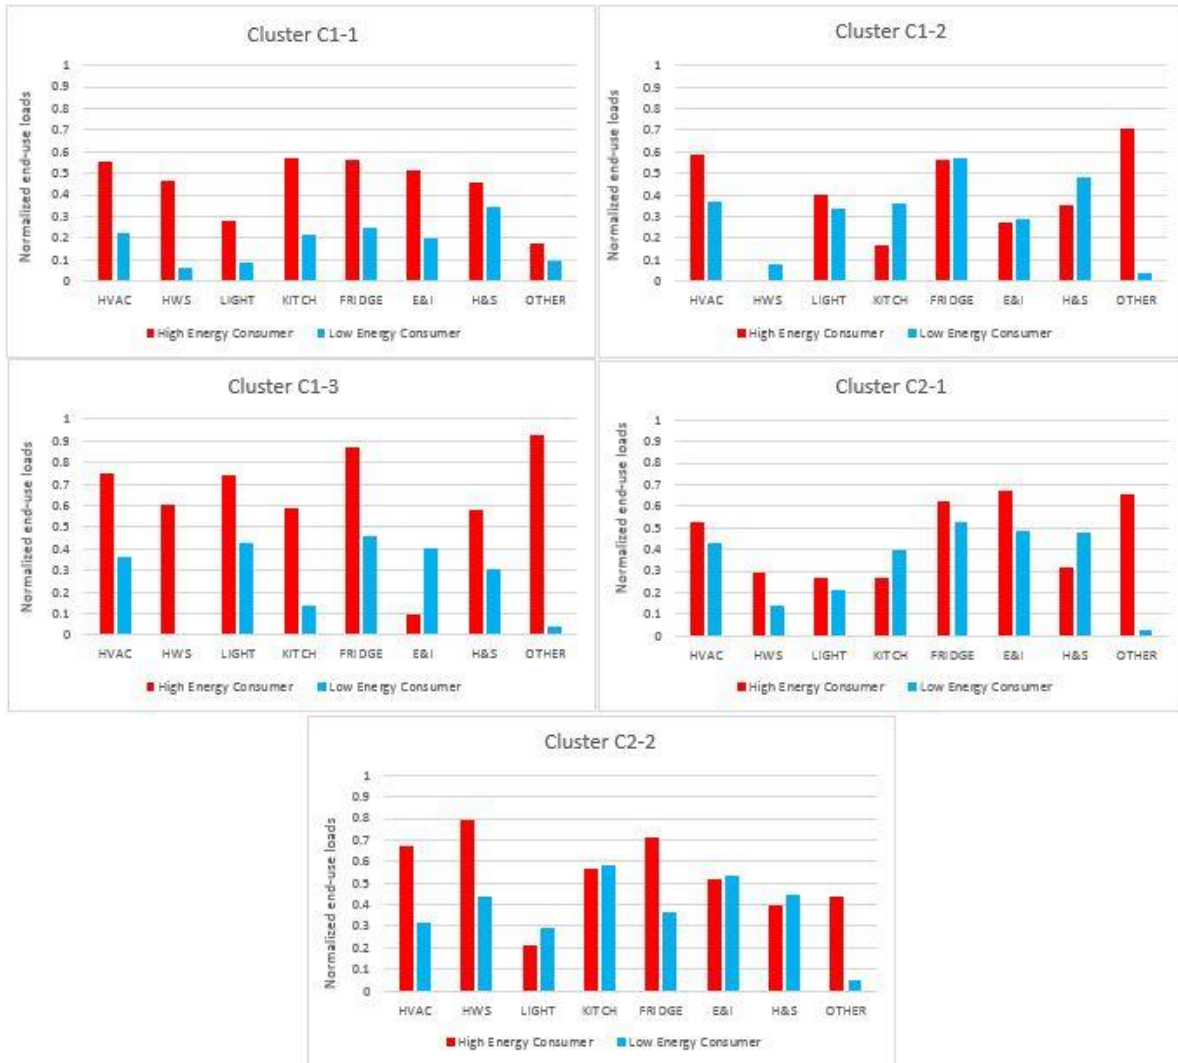 Cluster C1-1
Normalized end-use loads
1
0.9
0.8
0.7
0.6
0.5
0.4
0.3
0.2
0.1
0
HVAC HWS LIGHT KITCH FRIDGE E&I H&S OTHER
High Energy Consumer Low Energy Consumer
Cluster C1-2
Normalized end-use loads
1
0.9
0.8
0.7
0.6
0.5
0.4
0.3
0.2
0.1
0
HVAC HWS LIGHT KITCH FRIDGE E&I H&S OTHER
High Energy Consumer Low Energy Consumer
Cluster C1-3
Normalized end-use loads
1
0.9
0.8
0.7
0.6
0.5
0.4
0.3
0.2
0.1
0
HVAC HWS LIGHT KITCH FRIDGE E&I H&S OTHER
High Energy Consumer Low Energy Consumer
Cluster C2-1
Normalized end-use loads
1
0.9
0.8
0.7
0.6
0.5
0.4
0.3
0.2
0.1
0
HVAC HWS LIGHT KITCH FRIDGE E&I H&S OTHER
High Energy Consumer Low Energy Consumer
Cluster C2-2
Normalized end-use loads
1
0.9
0.8
0.7
0.6
0.5
0.4
0.3
0.2
0.1
0
HVAC HWS LIGHT KITCH FRIDGE E&I H&S OTHER
High Energy Consumer Low Energy Consumer